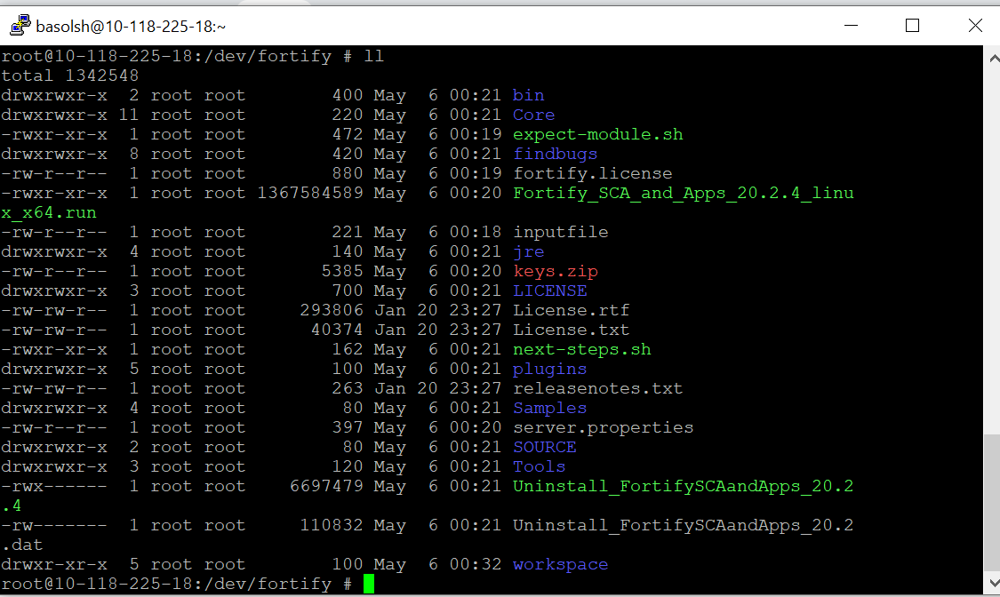 basolsh@10-118-225-18:~
root@10-118-225-18:/dev/fortify # ll
total 1342548
drwxrwxr-x  2 root root        400 May  6 00:21 bin
drwxrwxr-x 11 root root        220 May  6 00:21 Core
-rwxr-xr-x  1 root root        472 May  6 00:19 expect-module.sh
drwxrwxr-x  8 root root        420 May  6 00:21 findbugs
-rw-r--r--  1 root root        880 May  6 00:19 fortify.license
-rwxr-xr-x  1 root root 1367584589 May  6 00:20 Fortify_SCA_and_Apps_20.2.4_linu
x_x64.run
-rw-r--r--  1 root root        221 May  6 00:18 inputfile
drwxrwxr-x  4 root root        140 May  6 00:21 jre
-rw-r--r--  1 root root       5385 May  6 00:20 keys.zip
drwxrwxr-x  3 root root        700 May  6 00:21 LICENSE
-rw-rw-r--  1 root root     293806 Jan 20 23:27 License.rtf
-rw-rw-r--  1 root root      40374 Jan 20 23:27 License.txt
-rwxr-xr-x  1 root root        162 May  6 00:21 next-steps.sh
drwxrwxr-x  5 root root        100 May  6 00:21 plugins
-rw-rw-r--  1 root root        263 Jan 20 23:27 releasenotes.txt
drwxrwxr-x  4 root root         80 May  6 00:21 Samples
-rw-r--r--  1 root root        397 May  6 00:20 server.properties
drwxrwxr-x  2 root root         80 May  6 00:21 SOURCE
drwxrwxr-x  3 root root        120 May  6 00:21 Tools
-rwx------  1 root root    6697479 May  6 00:21 Uninstall_FortifySCAandApps_20.2
.4
-rw-------  1 root root     110832 May  6 00:21 Uninstall_FortifySCAandApps_20.2
.dat
drwxr-xr-x  5 root root        100 May  6 00:32 workspace
root@10-118-225-18:/dev/fortify #